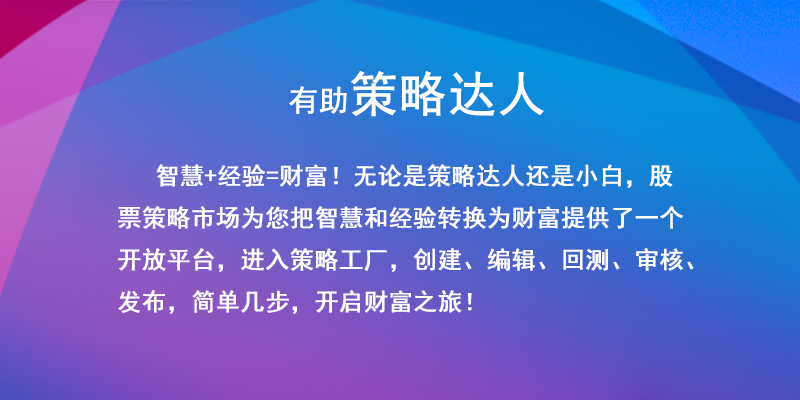 有助策略达人
智慧+经验=财富！无论是策略达人还是小白，股
票策略市场为您把智慧和经验转换为财富提供了一个
开放平台，进入策略工厂，创建、编辑、回测、审核、
发布，简单几步，开启财富之旅！